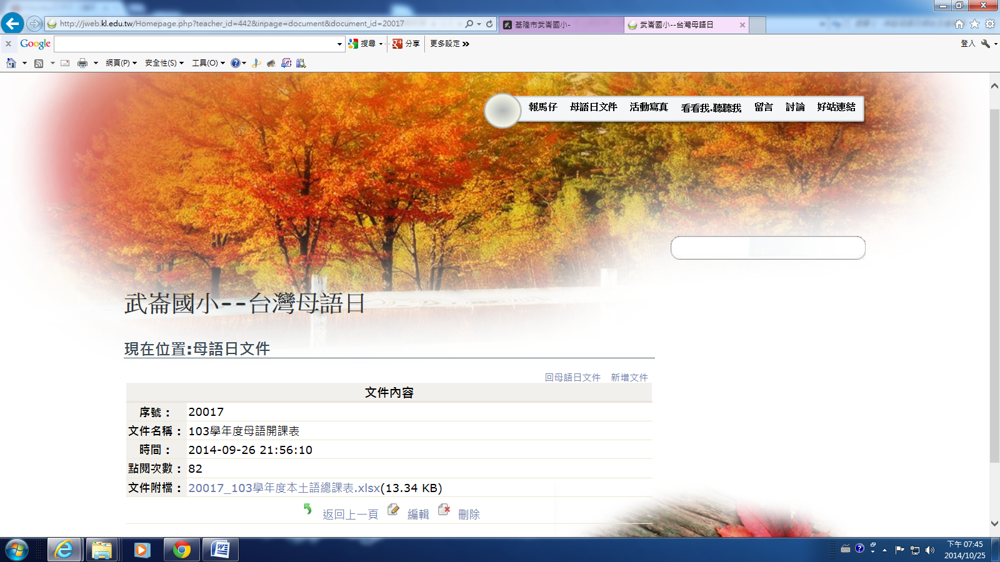 http://jweb.kl.edu.tw/Homepage.php?teacher_id=442&inpage=document&document_id=20017
基隆市武崙國小-
武崙國小--台灣母語日
Google 搜尋 分享 更多設定 » 登入
網頁(P) 安全性(S) 工具(O)
報馬仔 母語日文件 活動寫真 看看我.聽聽我 留言 討論 好站連結
武崙國小--台灣母語日
現在位置:母語日文件
回母語日文件 新增文件
文件內容
序號： 20017
文件名稱： 103學年度母語開課表
時間： 2014-09-26 21:56:10
點閱次數： 82
文件附檔： 20017_103學年度本土語總課表.xlsx(13.34 KB)
返回上一頁 編輯 刪除
下午 07:45
2014/10/25